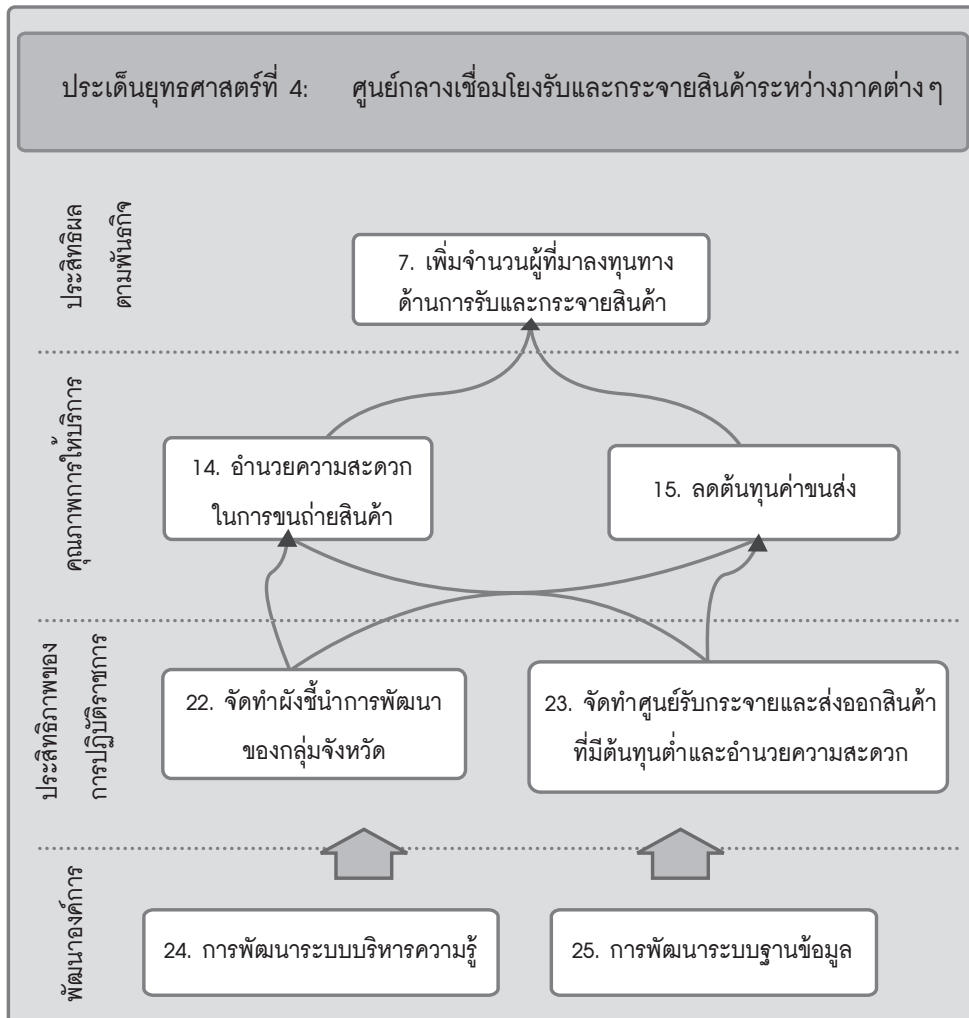 ประเด็นยุทธศาสตร์ที่ 4: ศูนย์กลางเชื่อมโยงรับและกระจายสินค้าระหว่างภาคต่าง ๆ
ประสิทธิผล
ตามพันธกิจ
7. เพิ่มจำนวนผู้ที่มาลงทุนทาง
ด้านการรับและกระจายสินค้า
คุณภาพการให้บริการ
14. อำนวยความสะดวก
ในการขนถ่ายสินค้า
15. ลดต้นทุนค่าขนส่ง
ประสิทธิภาพของ
การปฏิบัติราชการ
22. จัดทำผังชี้นำการพัฒนา
ของกลุ่มจังหวัด
23. จัดทำศูนย์รับกระจายและส่งออกสินค้า
ที่มีต้นทุนต่ำและอำนวยความสะดวก
พัฒนาองค์การ
24. การพัฒนาระบบบริหารความรู้
25. การพัฒนาระบบฐานข้อมูล